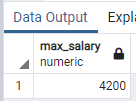 Data Output Expla
max_salary
numeric
1 4200